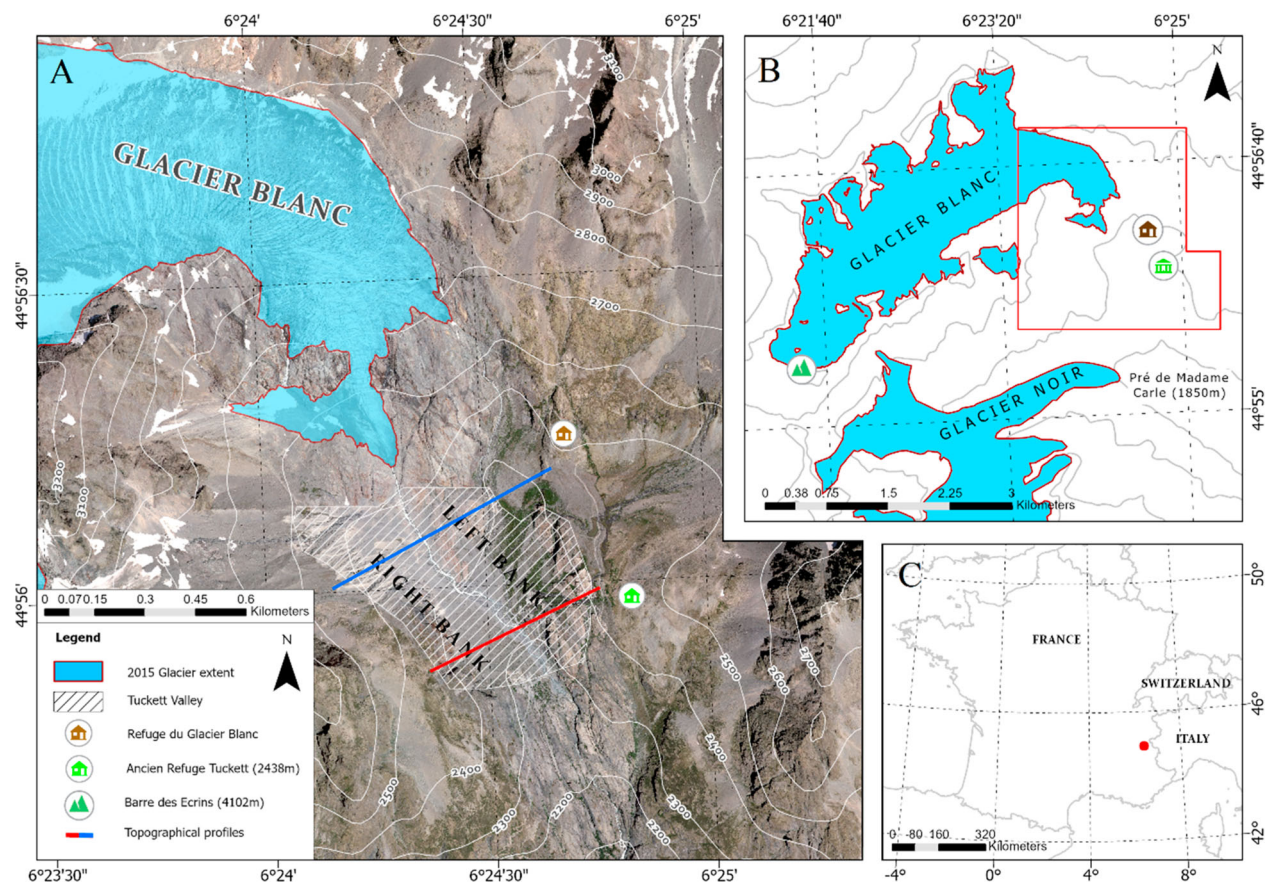 6°24'
6°24'30"
6°25'
A
GLACIER BLANC
3200
3000
2900
2800
2700
44°56'30"
3200
3100
LEFT BANK
RIGHT BANK
44°56'
2500
2600
2700
2500
2400
2300
2200
2400
2300
2200
0 0.07 0.15 0.3 0.45 0.6
Kilometers
Legend
N
2015 Glacier extent
Tuckett Valley
Refuge du Glacier Blanc
Ancien Refuge Tuckett (2438m)
Barre des Ecrins (4102m)
Topographical profiles
6°23'30"
6°24'
6°24'30"
6°25'
6°21'40"
6°23'20"
6°25'
B
N
GLACIER BLANC
44°56'40"
GLACIER NOIR
Pré de Madame
Carle (1850m)
44°55'
0 0.38 0.75 1.5 2.25 3
Kilometers
C
50°
FRANCE
SWITZERLAND
46°
ITALY
0 80 160 320
Kilometers
42°
-4°
0°
4°
8°